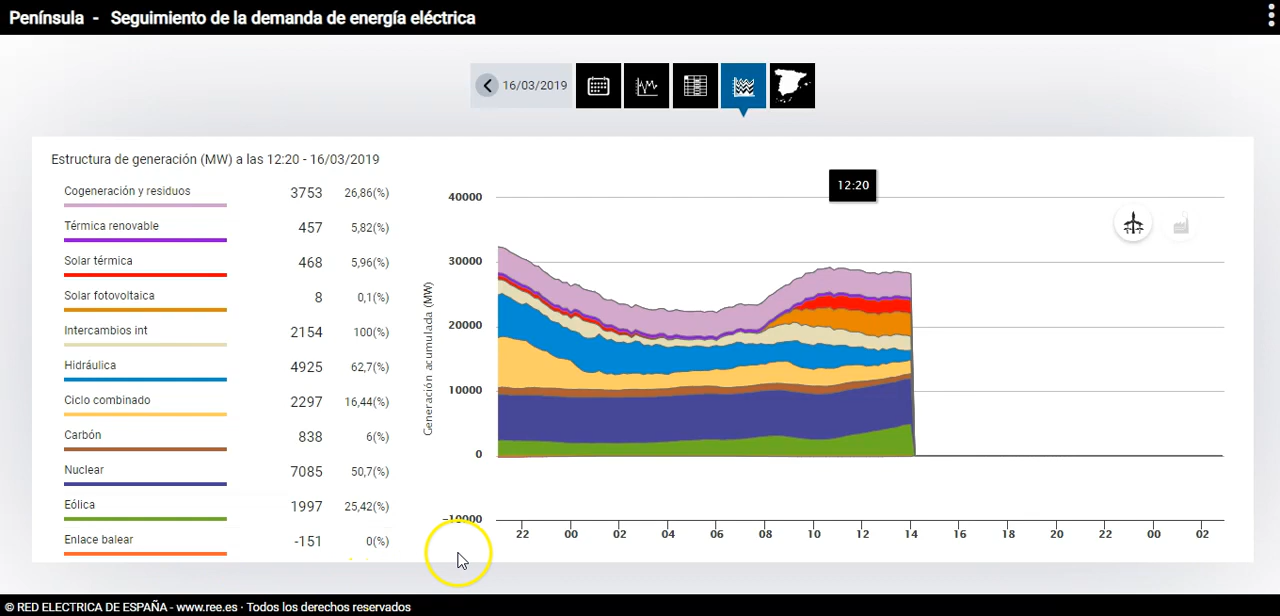 Península - Seguimiento de la demanda de energía eléctrica
16/03/2019
Estructura de generación (MW) a las 12:20 - 16/03/2019
Cogeneración y residuos 3753 26,86(%)
Térmica renovable 457 5,82(%)
Solar térmica 468 5,96(%)
Solar fotovoltaica 8 0,1(%)
Intercambios int 2154 100(%)
Hidráulica 4925 62,7(%)
Ciclo combinado 2297 16,44(%)
Carbón 838 6(%)
Nuclear 7085 50,7(%)
Eólica 1997 25,42(%)
Enlace balear -151 0(%)
12:20
Generación acumulada (MW)
40000
30000
20000
10000
0
-10000
22 00 02 04 06 08 10 12 14 16 18 20 22 00 02
© RED ELECTRICA DE ESPAÑA - www.ree.es · Todos los derechos reservados